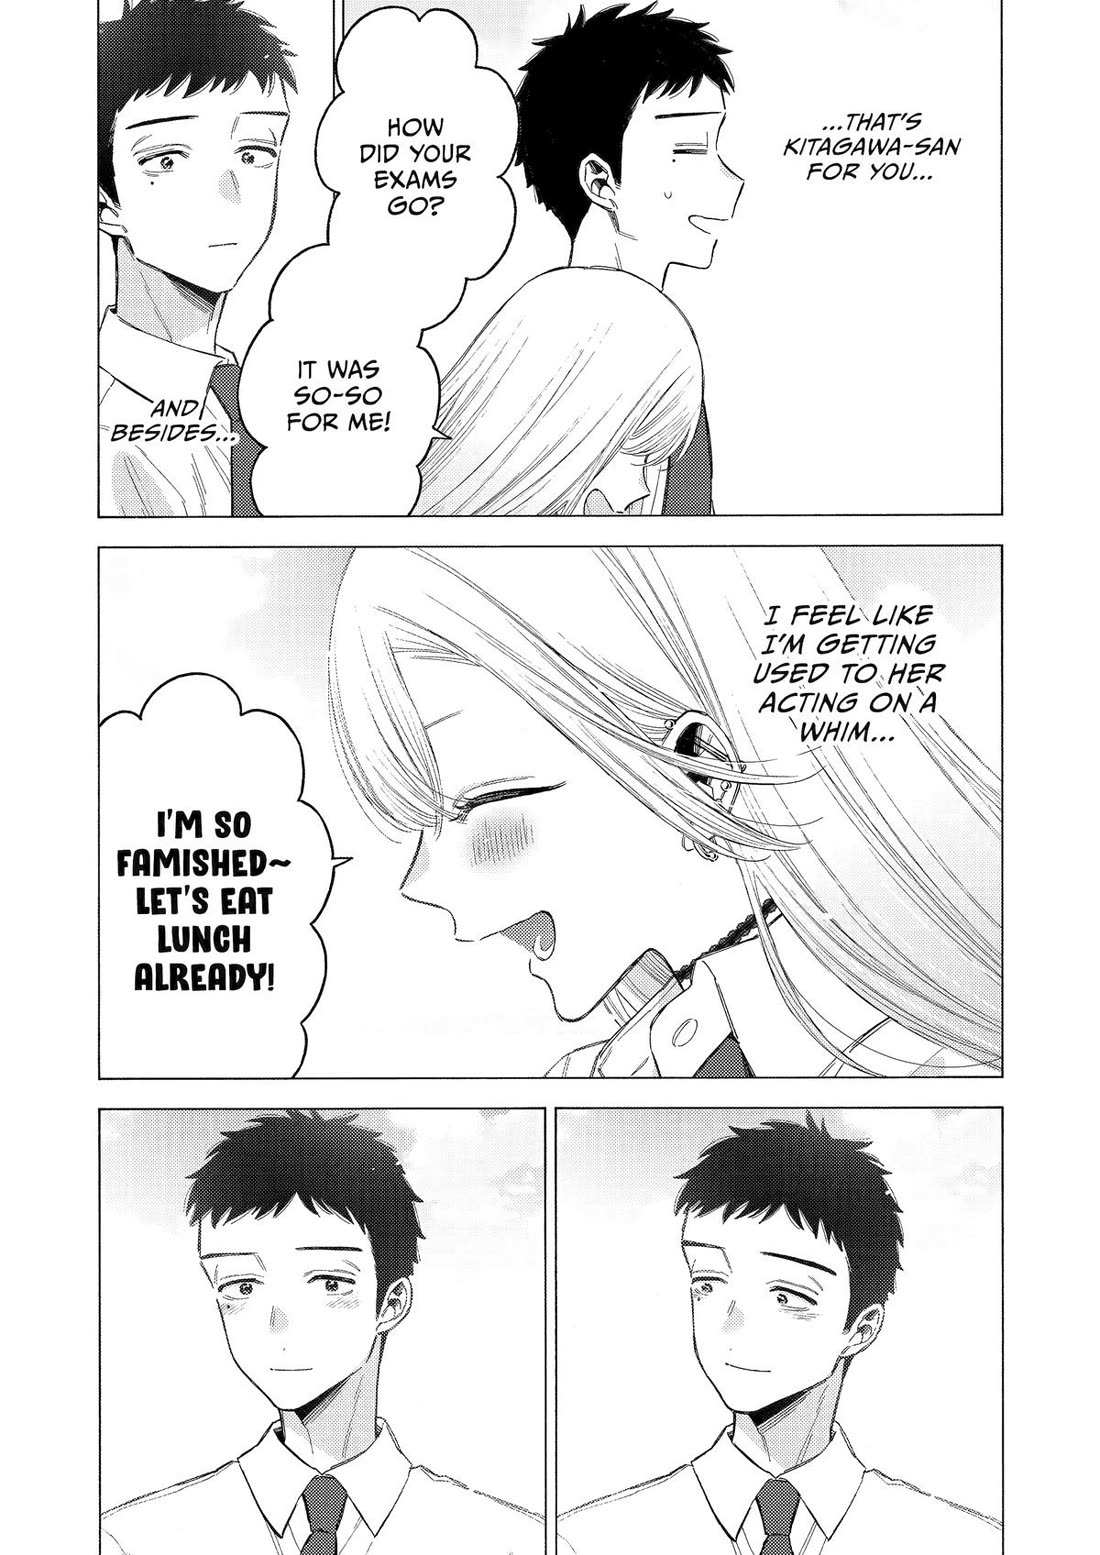 ...THAT'S
KITAGAWA-SAN
FOR YOU...
HOW
DID YOUR
EXAMS
GO?
IT WAS
SO-SO
FOR ME!
AND
BESIDES...
I FEEL LIKE
I'M GETTING
USED TO HER
ACTING ON A
WHIM...
I'M SO
FAMISHED~
LET'S EAT
LUNCH
ALREADY!